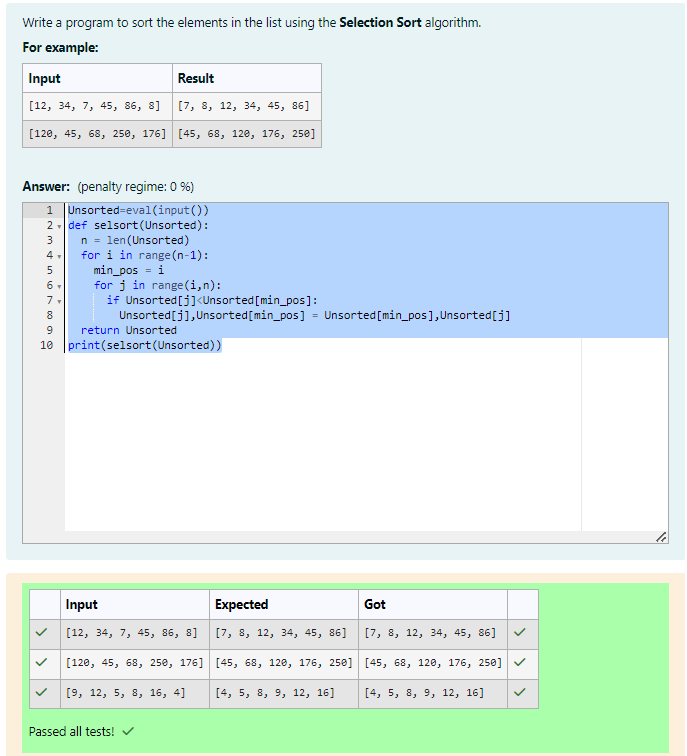 Write a program to sort the elements in the list using the Selection Sort algorithm.
For example:
Input Result
[12, 34, 7, 45, 86, 8] [7, 8, 12, 34, 45, 86]
[120, 45, 68, 250, 176] [45, 68, 120, 176, 250]
Answer: (penalty regime: 0 %)
1 Unsorted=eval(input())
2 def selsort(Unsorted):
3 n = len(Unsorted)
4 for i in range(n-1):
5 min_pos = i
6 for j in range(i,n):
7 if Unsorted[j]<Unsorted[min_pos]:
8 Unsorted[j],Unsorted[min_pos] = Unsorted[min_pos],Unsorted[j]
9 return Unsorted
10 print(selsort(Unsorted))
Input Expected Got
[12, 34, 7, 45, 86, 8] [7, 8, 12, 34, 45, 86] [7, 8, 12, 34, 45, 86]
[120, 45, 68, 250, 176] [45, 68, 120, 176, 250] [45, 68, 120, 176, 250]
[9, 12, 5, 8, 16, 4] [4, 5, 8, 9, 12, 16] [4, 5, 8, 9, 12, 16]
Passed all tests!